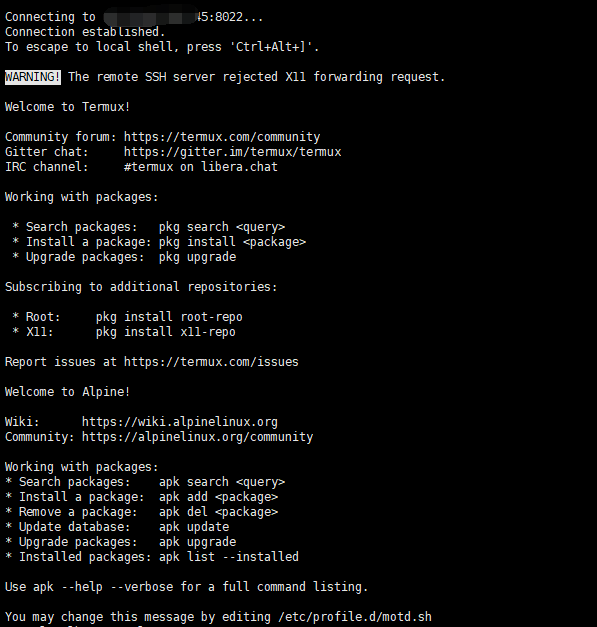 Connecting to 45:8022...
Connection established.
To escape to local shell, press 'Ctrl+Alt+]'.
WARNING! The remote SSH server rejected X11 forwarding request.
Welcome to Termux!
Community forum: https://termux.com/community
Gitter chat:     https://gitter.im/termux/termux
IRC channel:     #termux on libera.chat
Working with packages:
 * Search packages:   pkg search <query>
 * Install a package: pkg install <package>
 * Upgrade packages:  pkg upgrade
Subscribing to additional repositories:
 * Root:     pkg install root-repo
 * X11:      pkg install x11-repo
Report issues at https://termux.com/issues
Welcome to Alpine!
Wiki:      https://wiki.alpinelinux.org
Community: https://alpinelinux.org/community
Working with packages:
* Search packages:    apk search <query>
* Install a package:  apk add <package>
* Remove a package:   apk del <package>
* Update database:    apk update
* Upgrade packages:   apk upgrade
* Installed packages: apk list --installed
Use apk --help --verbose for a full command listing.
You may change this message by editing /etc/profile.d/motd.sh